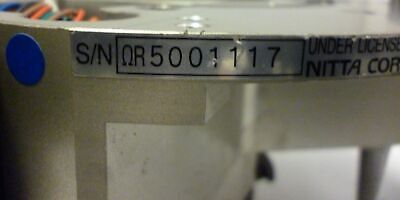 S/N ΩR5001117 UNDER LICENSE
NITTA COR